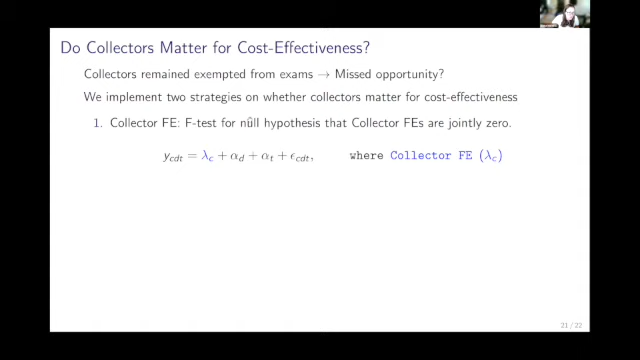 Do Collectors Matter for Cost-Effectiveness?
Collectors remained exempted from exams → Missed opportunity?
We implement two strategies on whether collectors matter for cost-effectiveness
1. Collector FE: F-test for null hypothesis that Collector FEs are jointly zero.
y_cdt = λ_c + α_d + α_t + ϵ_cdt, where Collector FE (λ_c)
21 / 22